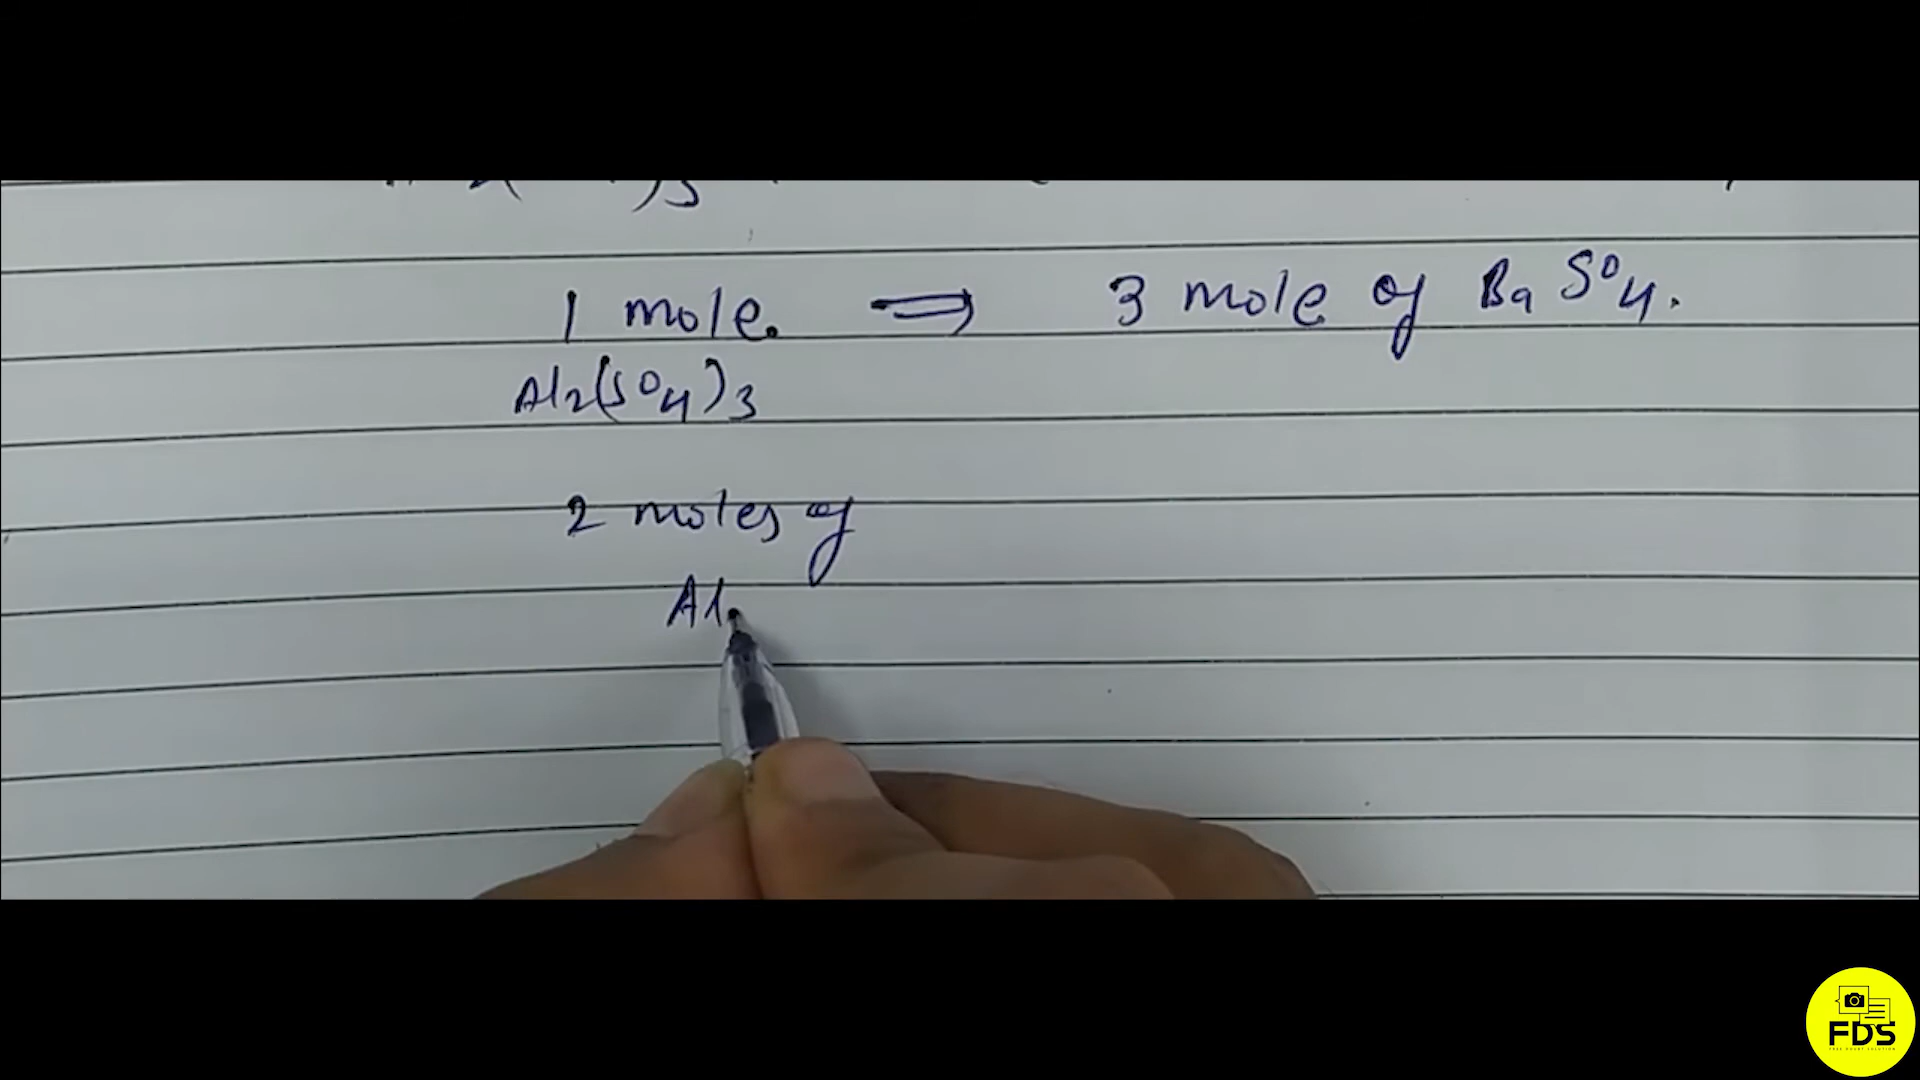 1 mole. ⇒ 3 mole of BaSO4.
Al2(SO4)3
2 moles of
Al
FDS